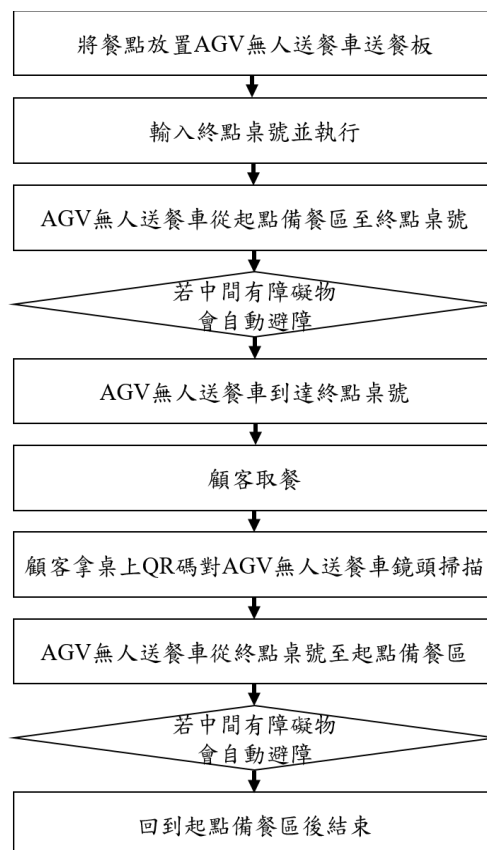 將餐點放置AGV無人送餐車送餐板
輸入終點桌號並執行
AGV無人送餐車從起點備餐區至終點桌號
若中間有障礙物
會自動避障
AGV無人送餐車到達終點桌號
顧客取餐
顧客拿桌上QR碼對AGV無人送餐車鏡頭掃描
AGV無人送餐車從終點桌號至起點備餐區
若中間有障礙物
會自動避障
回到起點備餐區後結束